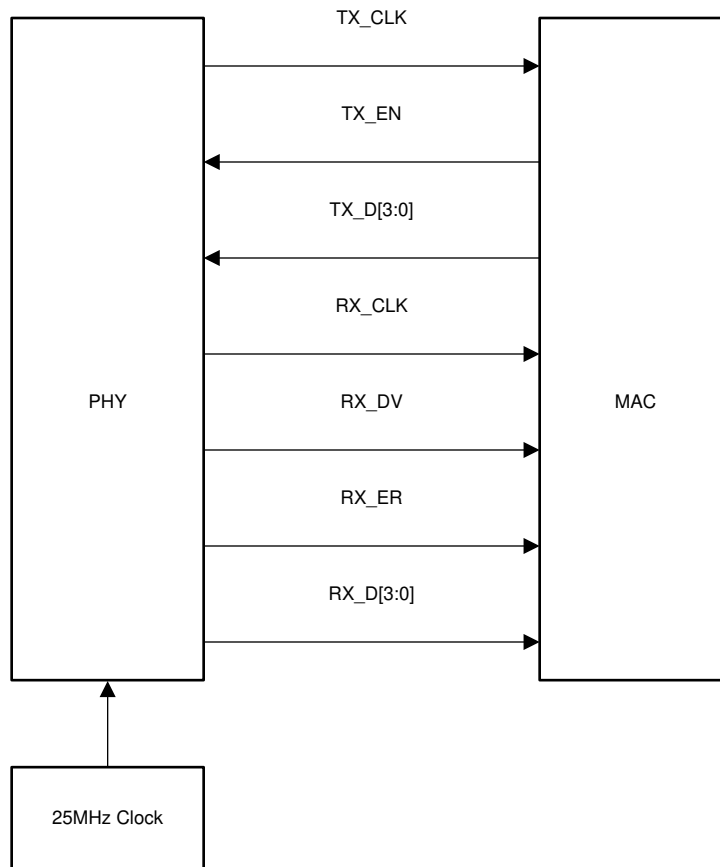 TX_CLK
TX_EN
TX_D[3:0]
RX_CLK
PHY
RX_DV
MAC
RX_ER
RX_D[3:0]
25MHz Clock